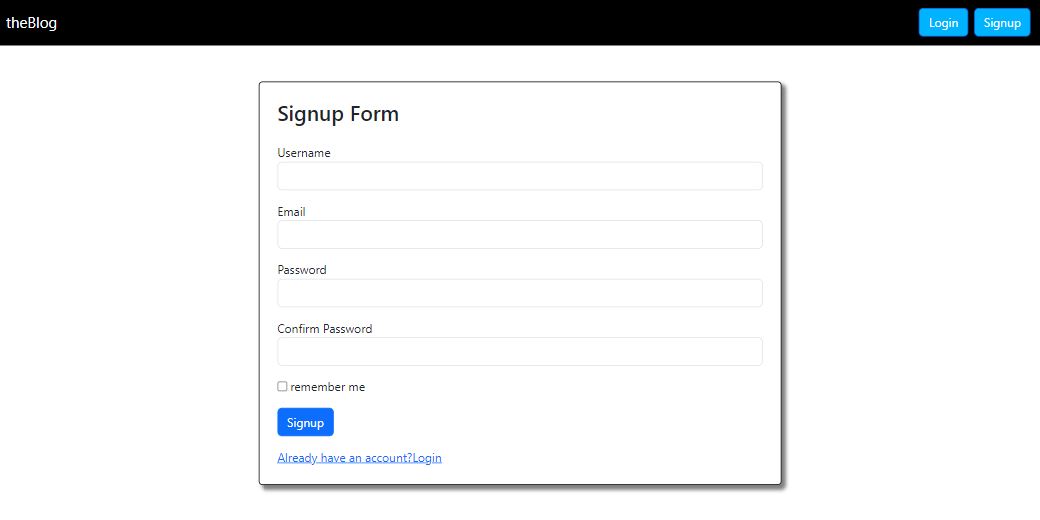 theBlog Login Signup
Signup Form
Username
Email
Password
Confirm Password
remember me
Signup
Already have an account?Login